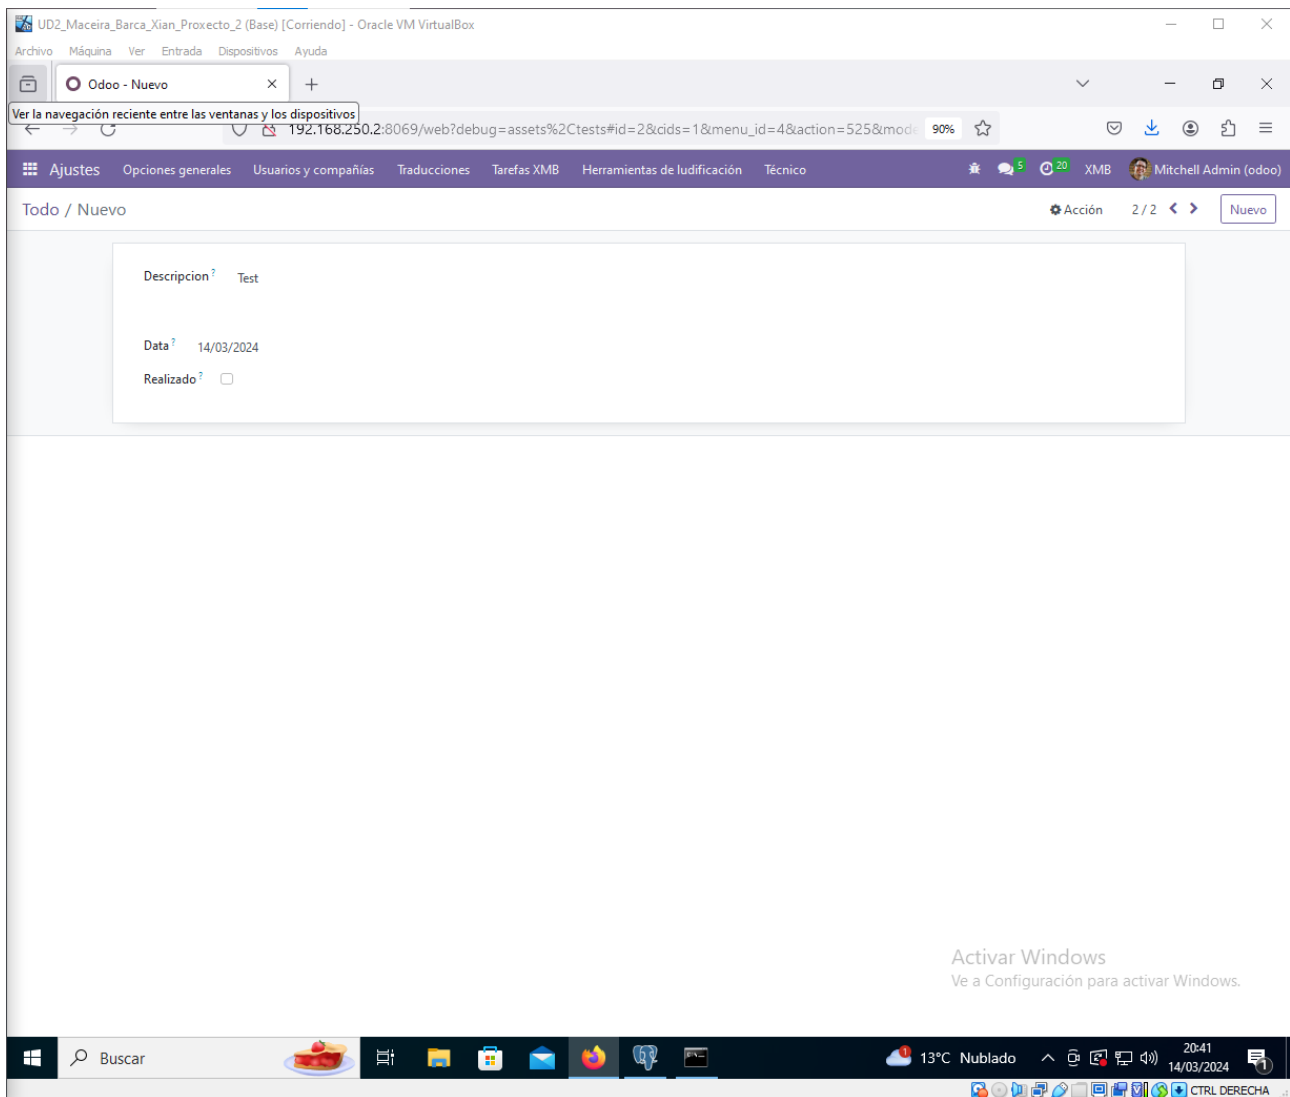 UD2_Maceira_Barca_Xian_Proxecto_2 (Base) [Corriendo] - Oracle VM VirtualBox
Archivo Máquina Ver Entrada Dispositivos Ayuda
Odoo - Nuevo
Ver la navegación reciente entre las ventanas y los dispositivos
192.168.250.2:8069/web?debug=assets%2Ctests#id=2&cids=1&menu_id=4&action=525&mod 90%
Ajustes Opciones generales Usuarios y compañías Traducciones Tarefas XMB Herramientas de ludificación Técnico 5 20 XMB Mitchell Admin (odoo)
Todo / Nuevo Acción 2 / 2 Nuevo
Descripcion ? Test
Data ? 14/03/2024
Realizado ?
Activar Windows
Ve a Configuración para activar Windows.
Buscar 1 13°C Nublado 20:41
14/03/2024 1
CTRL DERECHA